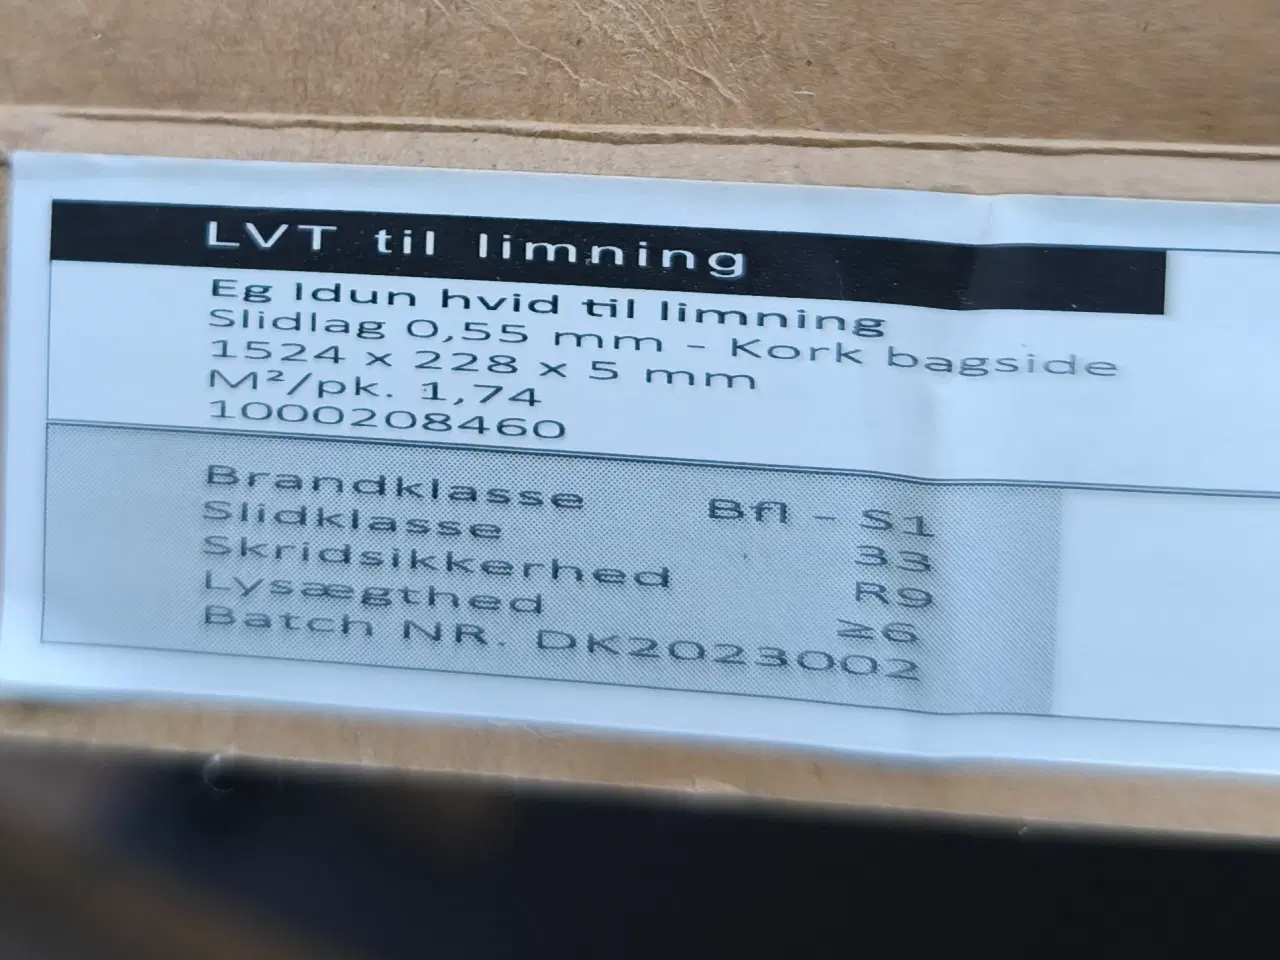 LVT til limning
Eg Idun hvid til limning
Slidlag 0,55 mm - Kork bagside
1524 x 228 x 5 mm
M²/pk. 1,74
1000208460
Brandklasse Bfl - S1
Slidklasse 33
Skridsikkerhed R9
Lysægthed ≥6
Batch NR. DK2023002